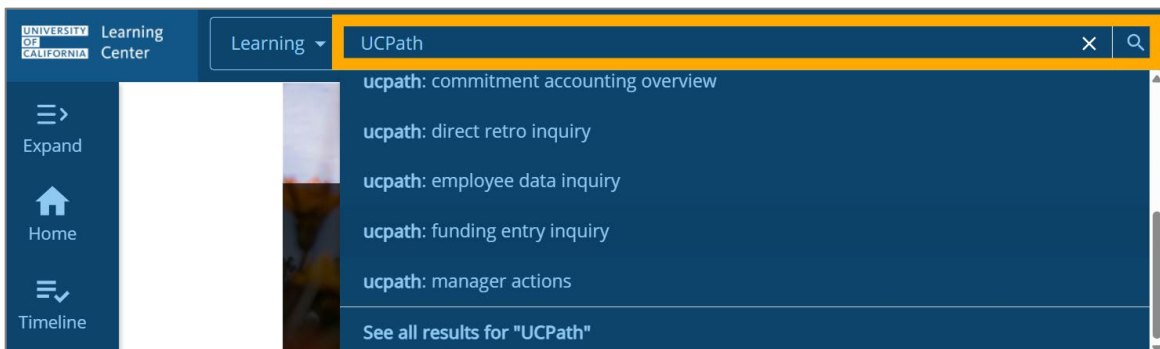 UNIVERSITY
OF
CALIFORNIA
Learning
Center
Learning
UCPath
ucpath: commitment accounting overview
ucpath: direct retro inquiry
ucpath: employee data inquiry
ucpath: funding entry inquiry
ucpath: manager actions
See all results for "UCPath"
Expand
Home
Timeline